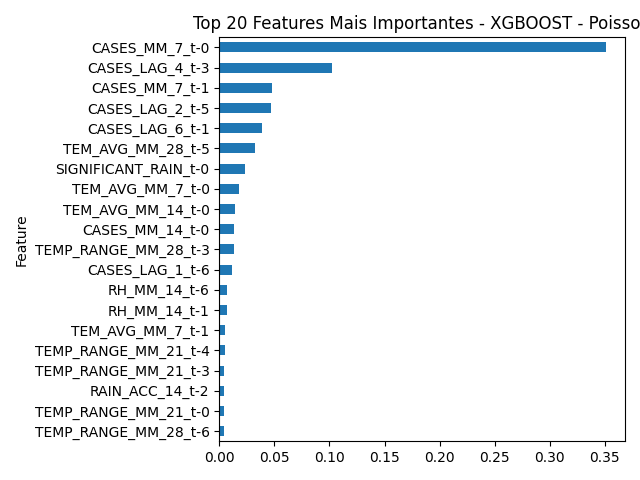 Top 20 Features Mais Importantes - XGBOOST - Poisso
CASES_MM_7_t-0
CASES_LAG_4_t-3
CASES_MM_7_t-1
CASES_LAG_2_t-5
CASES_LAG_6_t-1
TEM_AVG_MM_28_t-5
SIGNIFICANT_RAIN_t-0
TEM_AVG_MM_7_t-0
TEM_AVG_MM_14_t-0
CASES_MM_14_t-0
TEMP_RANGE_MM_28_t-3
CASES_LAG_1_t-6
RH_MM_14_t-6
RH_MM_14_t-1
TEM_AVG_MM_7_t-1
TEMP_RANGE_MM_21_t-4
TEMP_RANGE_MM_21_t-3
RAIN_ACC_14_t-2
TEMP_RANGE_MM_21_t-0
TEMP_RANGE_MM_28_t-6
Feature
0.00 0.05 0.10 0.15 0.20 0.25 0.30 0.35